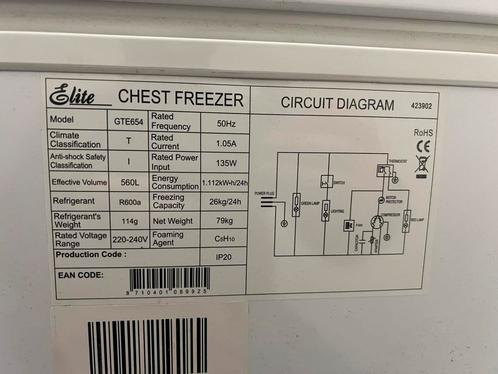 Elite CHEST FREEZER CIRCUIT DIAGRAM 423902
Model GTE654 Rated Frequency 50Hz
Climate Classification T Rated Current 1.05A
Anti-shock Safety Classification I Rated Power Input 135W
Effective Volume 560L Energy Consumption 1.112kW•h/24h
Refrigerant R600a Freezing Capacity 26kg/24h
Refrigerant's Weight 114g Net Weight 79kg
Rated Voltage Range 220-240V Foaming Agent C5H10
Production Code : IP20
EAN CODE:
8710401089925
RoHS
CE
THERMOSTAT
SWITCH
MOTOR PROTECTOR
POWER PLUG
GREEN LAMP
LIGHTING
COMPRESSOR
RED LAMP
FAN
CAPACITOR